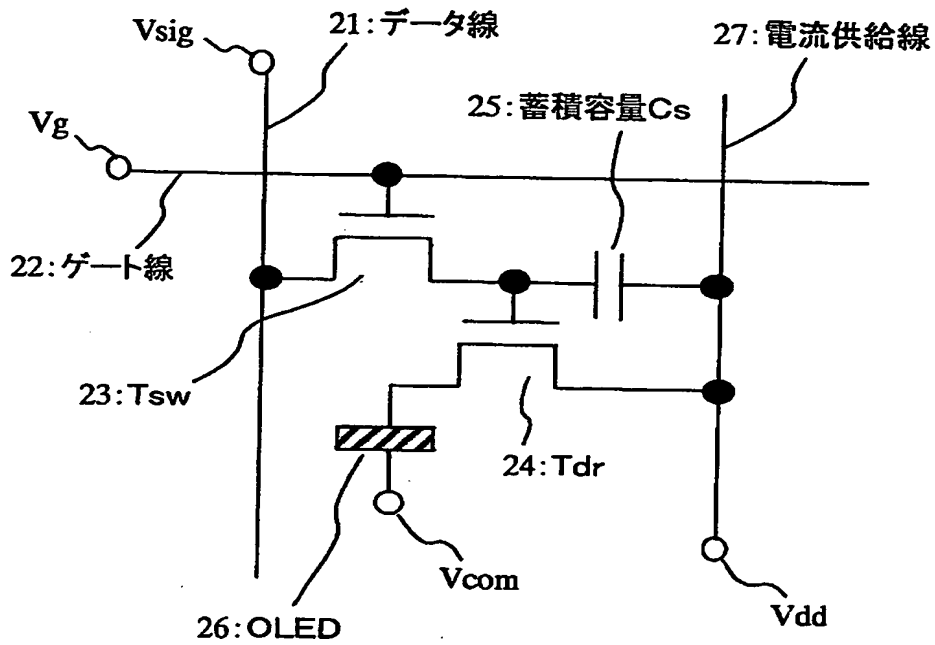 Vsig
21:データ線
27:電流供給線
25:蓄積容量Cs
Vg
22:ゲート線
23:Tsw
24:Tdr
Vcom
26:OLED
Vdd